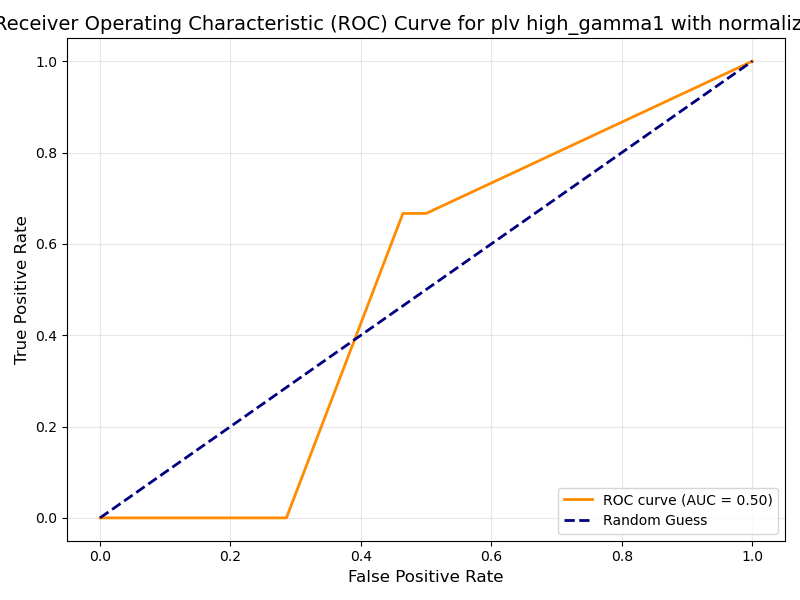 Receiver Operating Characteristic (ROC) Curve for plv high_gamma1 with normaliz
1.0
0.8
0.6
0.4
0.2
0.0
True Positive Rate
0.0 0.2 0.4 0.6 0.8 1.0
False Positive Rate
ROC curve (AUC = 0.50)
Random Guess